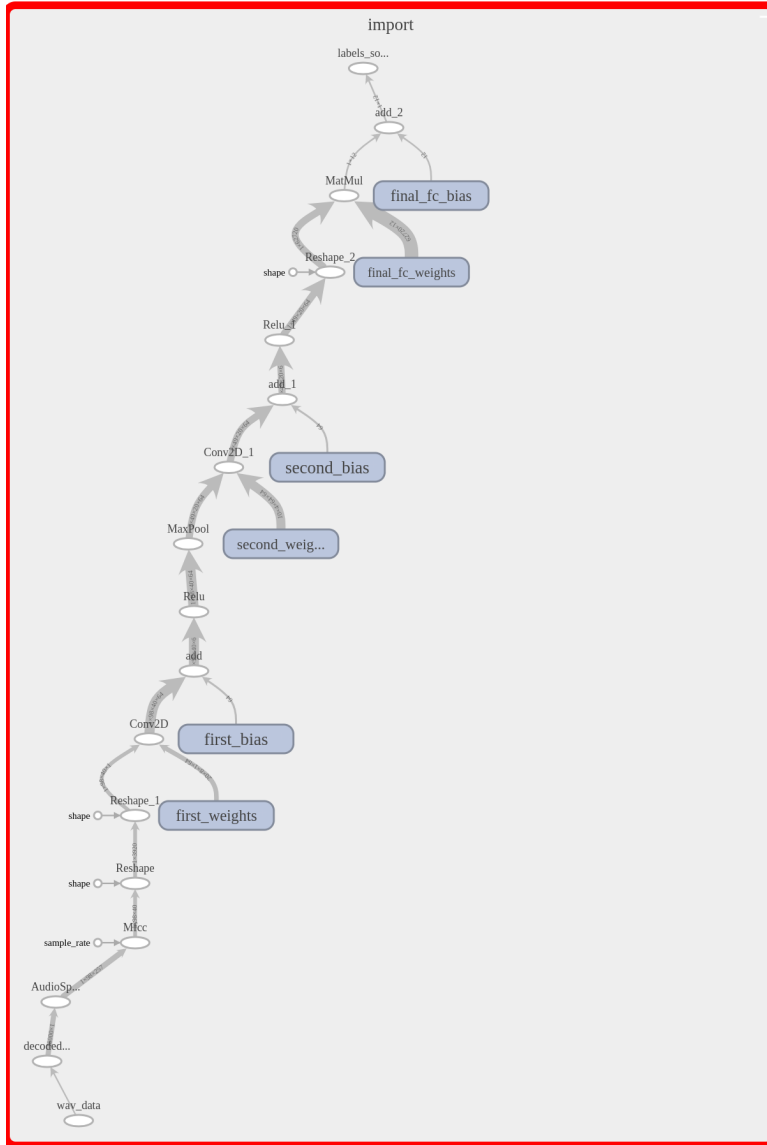 import
labels_so...
add_2
MatMul
final_fc_bias
Reshape_2
shape
final_fc_weights
Relu_1
add_1
Conv2D_1
second_bias
MaxPool
second_weig...
Relu
add
Conv2D
first_bias
Reshape_1
shape
first_weights
Reshape
shape
Mfcc
sample_rate
AudioSp...
decoded...
wav_data